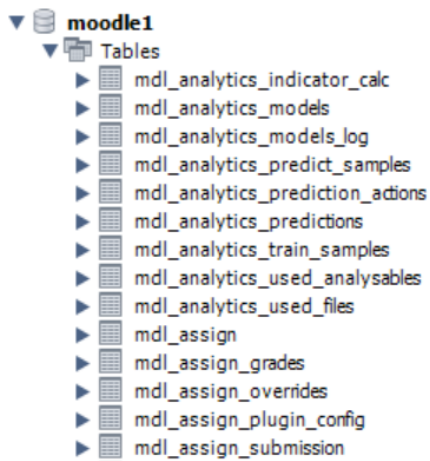 moodle1
Tables
mdl_analytics_indicator_calc
mdl_analytics_models
mdl_analytics_models_log
mdl_analytics_predict_samples
mdl_analytics_prediction_actions
mdl_analytics_predictions
mdl_analytics_train_samples
mdl_analytics_used_analysables
mdl_analytics_used_files
mdl_assign
mdl_assign_grades
mdl_assign_overrides
mdl_assign_plugin_config
mdl_assign_submission